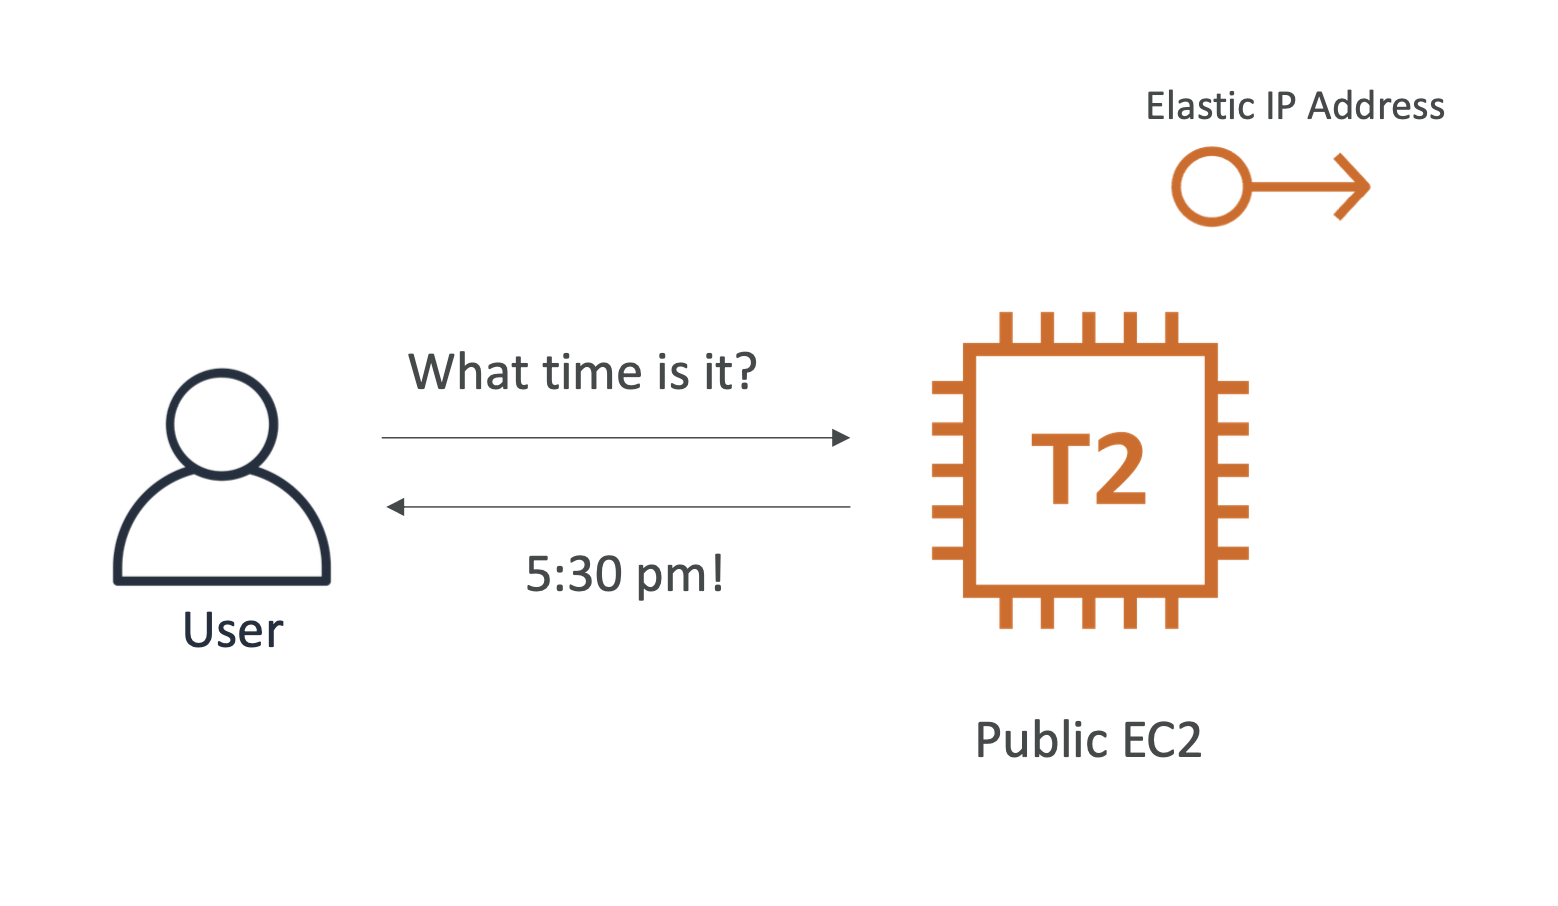 Elastic IP Address
What time is it?
T2
5:30 pm!
User
Public EC2